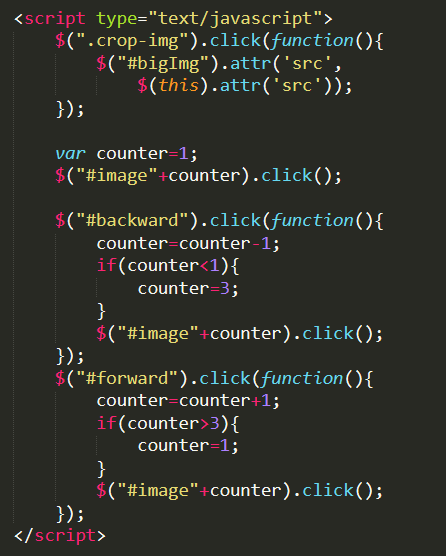 <script type="text/javascript">
    $(".crop-img").click(function(){
        $("#bigImg").attr('src',
            $(this).attr('src'));
    });

    var counter=1;
    $("#image"+counter).click();

    $("#backward").click(function(){
        counter=counter-1;
        if(counter<1){
            counter=3;
        }
        $("#image"+counter).click();
    });
    $("#forward").click(function(){
        counter=counter+1;
        if(counter>3){
            counter=1;
        }
        $("#image"+counter).click();
    });
</script>